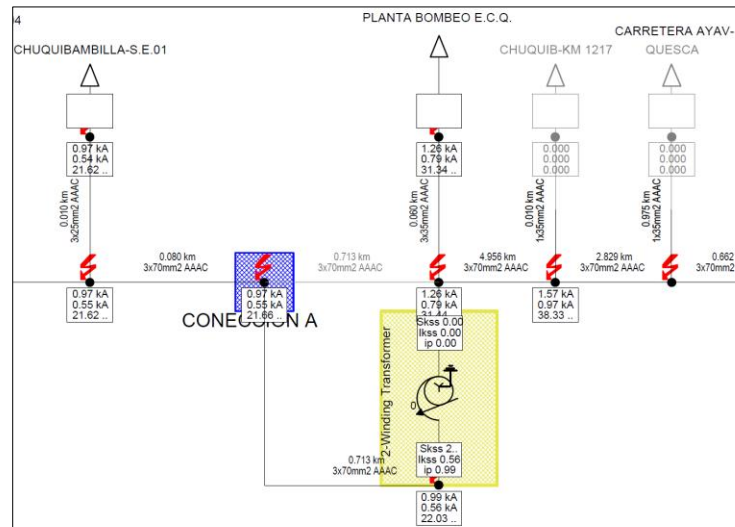 04
PLANTA BOMBEO E.C.Q.
CHUQUIBAMBILLA-S.E.01
CHUQUIB-KM 1217
CARRETERA AYAV-
QUESCA
0.97 kA
0.54 kA
21.62 ..
1.26 kA
0.79 kA
31.34 ..
0.000
0.000
0.000
0.000
0.000
0.000
0.010 km
3x25mm2 AAAC
0.060 km
3x35mm2 AAAC
0.010 km
1x35mm2 AAAC
0.975 km
1x35mm2 AAAC
0.080 km
3x70mm2 AAAC
0.713 km
3x70mm2 AAAC
4.956 km
3x70mm2 AAAC
2.829 km
3x70mm2 AAAC
0.662
3x70mm2
0.97 kA
0.55 kA
21.62 ..
0.97 kA
0.55 kA
21.66 ..
CONECCION A
1.26 kA
0.79 kA
31.44 ..
1.57 kA
0.97 kA
38.33 ..
Skss 0.00
Ikss 0.00
ip 0.00
2-Winding Transformer
0
Skss 2..
Ikss 0.56
ip 0.99
0.713 km
3x70mm2 AAAC
0.99 kA
0.56 kA
22.03 ..